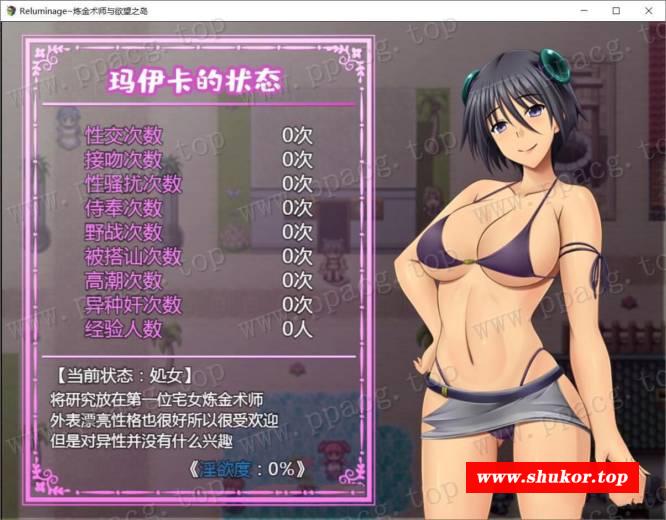 Reluminage~炼金术师与欲望之岛
玛伊卡的状态
性交次数 0次
接吻次数 0次
性骚扰次数 0次
侍奉次数 0次
野战次数 0次
被搭讪次数 0次
高潮次数 0次
异种奸次数 0次
经验人数 0人
【当前状态：処女】
将研究放在第一位宅女炼金术师
外表漂亮性格也很好所以很受欢迎
但是对异性并没有什么兴趣
《淫欲度：0%》
www.shukor.top
www.ppacg.top